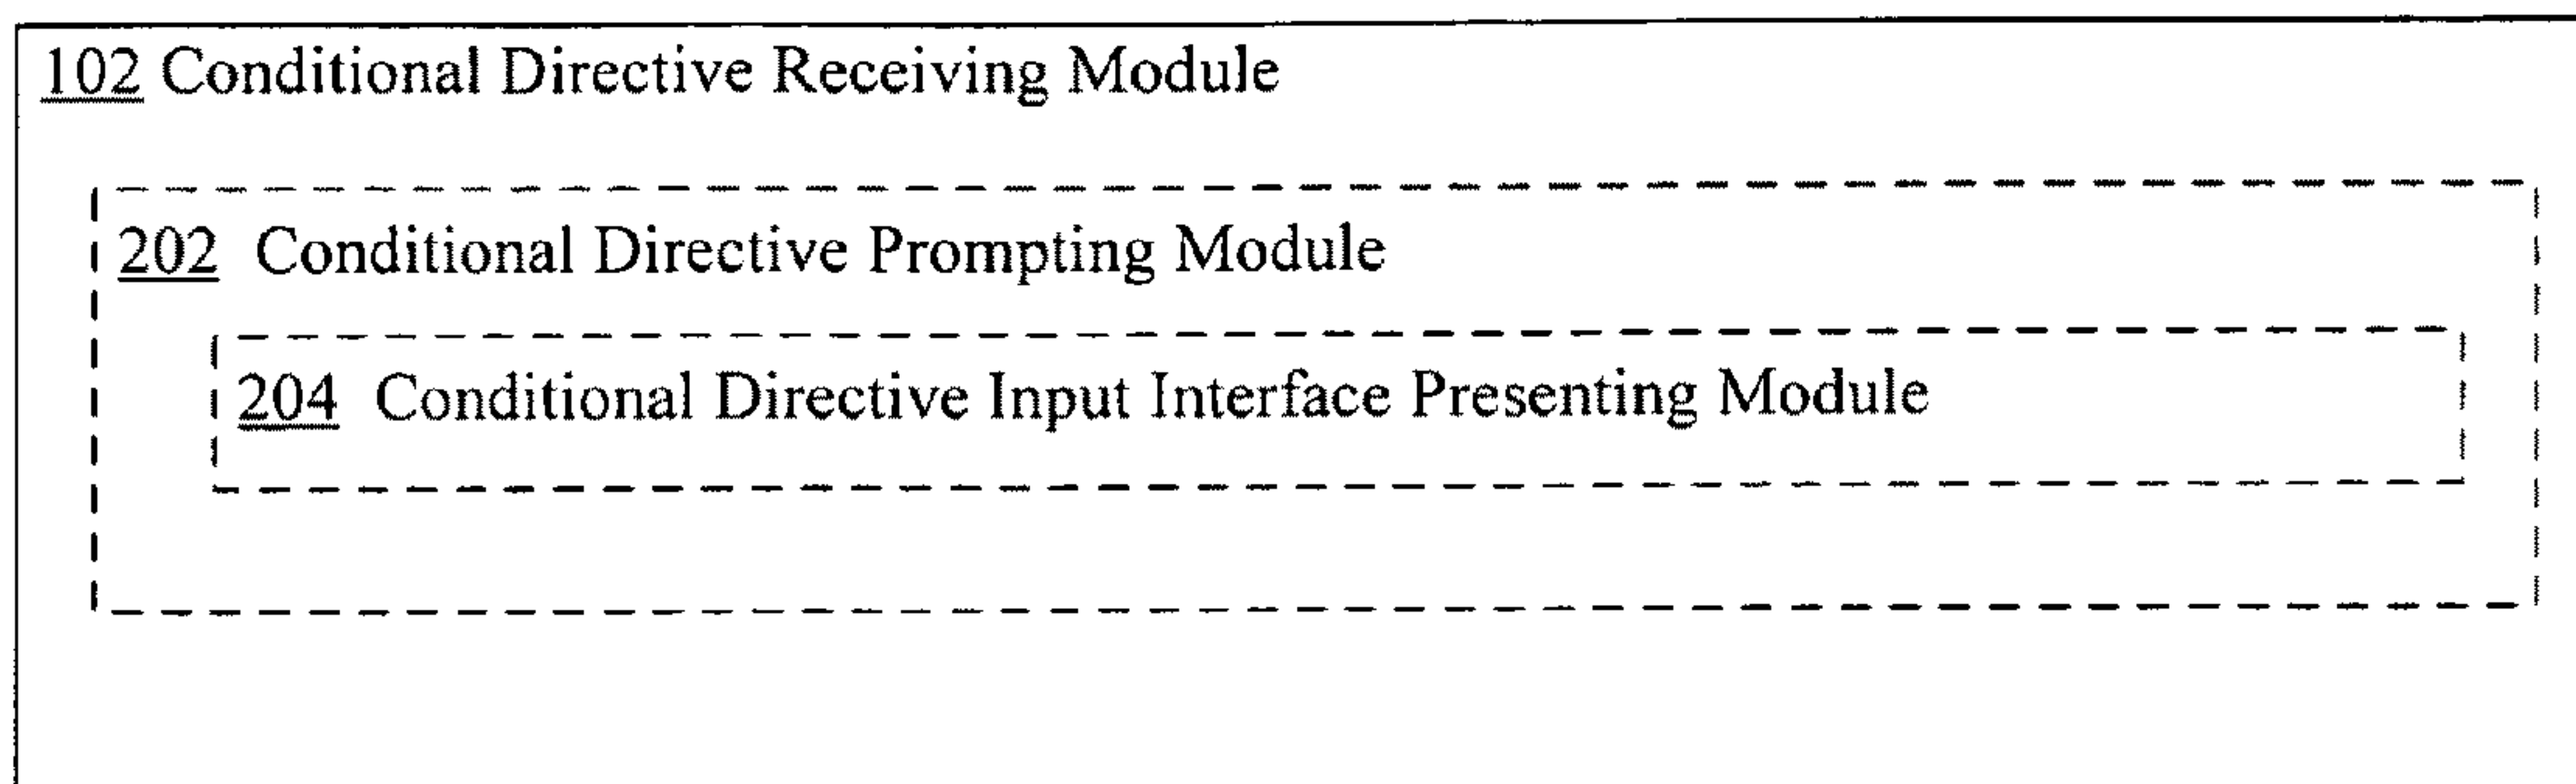 102 Conditional Directive Receiving Module
202 Conditional Directive Prompting Module
204 Conditional Directive Input Interface Presenting Module